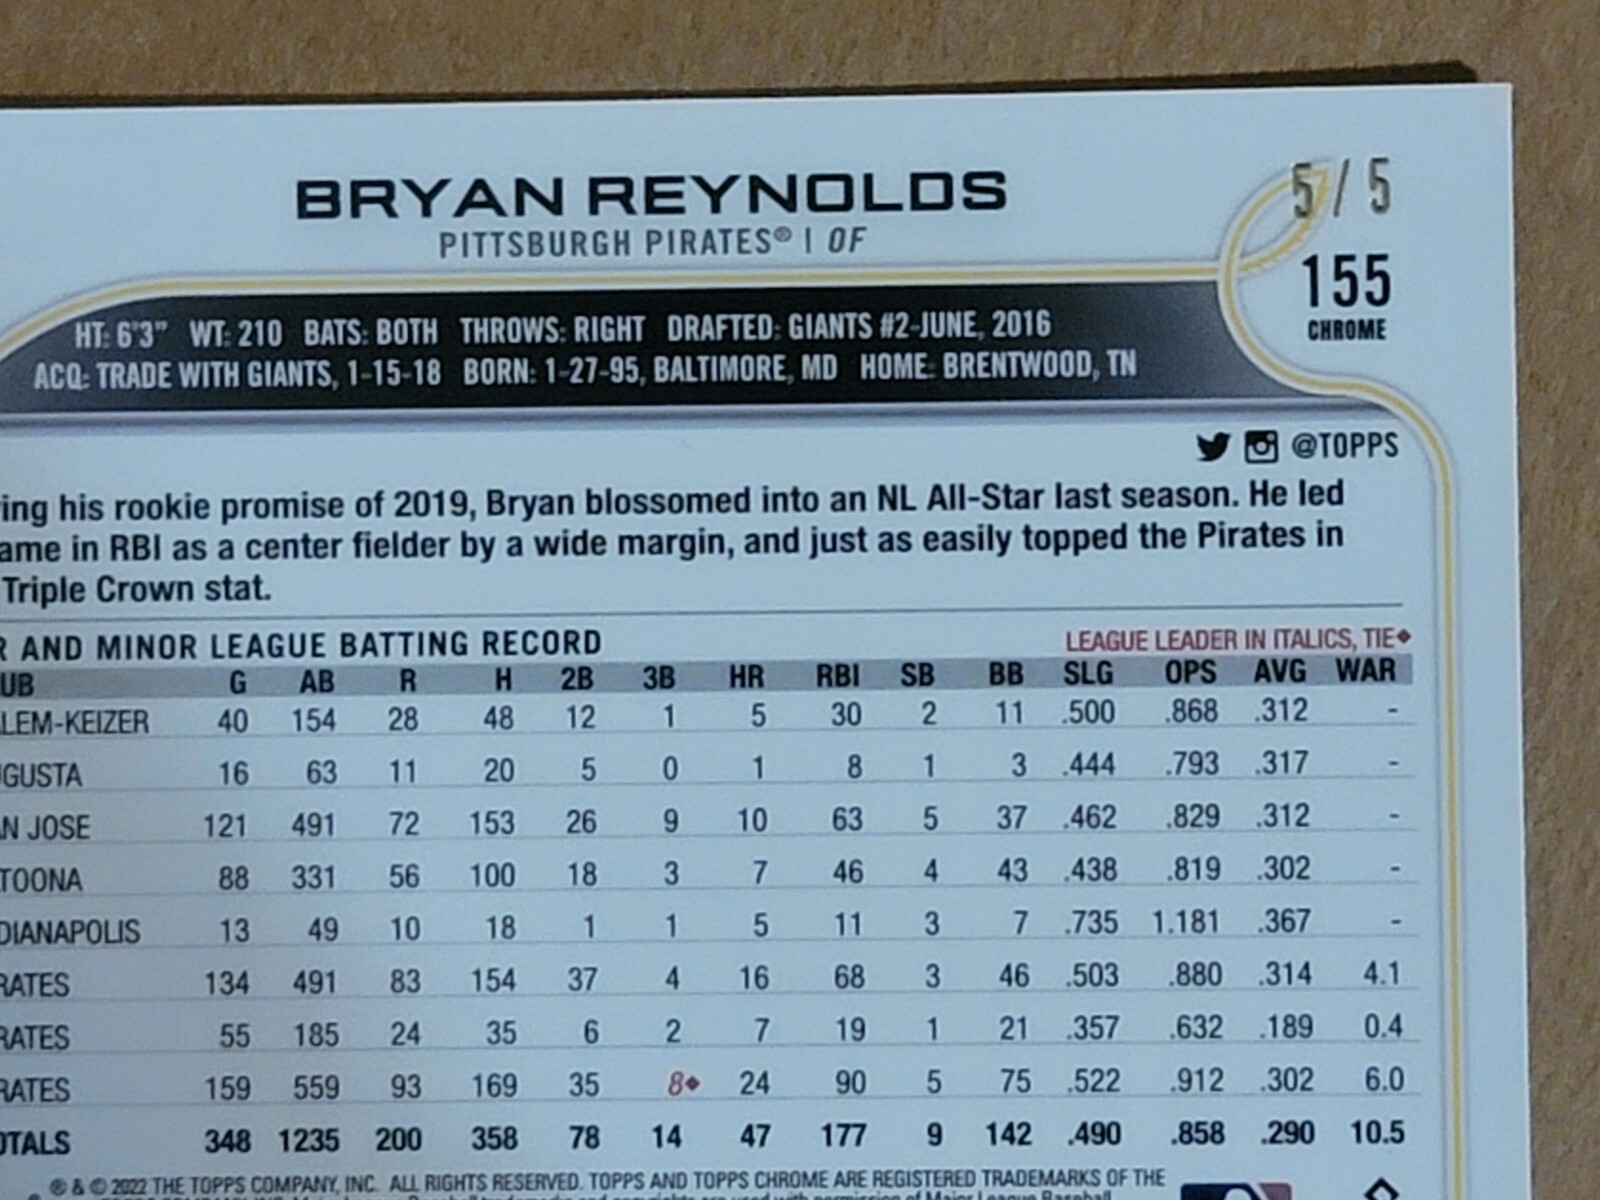 BRYAN REYNOLDS 5/5
PITTSBURGH PIRATES® | OF
155
CHROME
HT: 6'3" WT: 210 BATS: BOTH THROWS: RIGHT DRAFTED: GIANTS #2-JUNE, 2016
ACQ: TRADE WITH GIANTS, 1-15-18 BORN: 1-27-95, BALTIMORE, MD HOME: BRENTWOOD, TN
@TOPPS
ing his rookie promise of 2019, Bryan blossomed into an NL All-Star last season. He led
ame in RBI as a center fielder by a wide margin, and just as easily topped the Pirates in
Triple Crown stat.
R AND MINOR LEAGUE BATTING RECORD LEAGUE LEADER IN ITALICS, TIE◆
UB G AB R H 2B 3B HR RBI SB BB SLG OPS AVG WAR
LEM-KEIZER 40 154 28 48 12 1 5 30 2 11 .500 .868 .312 -
GUSTA 16 63 11 20 5 0 1 8 1 3 .444 .793 .317 -
N JOSE 121 491 72 153 26 9 10 63 5 37 .462 .829 .312 -
TOONA 88 331 56 100 18 3 7 46 4 43 .438 .819 .302 -
DIANAPOLIS 13 49 10 18 1 1 5 11 3 7 .735 1.181 .367 -
RATES 134 491 83 154 37 4 16 68 3 46 .503 .880 .314 4.1
RATES 55 185 24 35 6 2 7 19 1 21 .357 .632 .189 0.4
RATES 159 559 93 169 35 8◆ 24 90 5 75 .522 .912 .302 6.0
OTALS 348 1235 200 358 78 14 47 177 9 142 .490 .858 .290 10.5
® & © 2022 THE TOPPS COMPANY, INC. ALL RIGHTS RESERVED. TOPPS AND TOPPS CHROME ARE REGISTERED TRADEMARKS OF THE